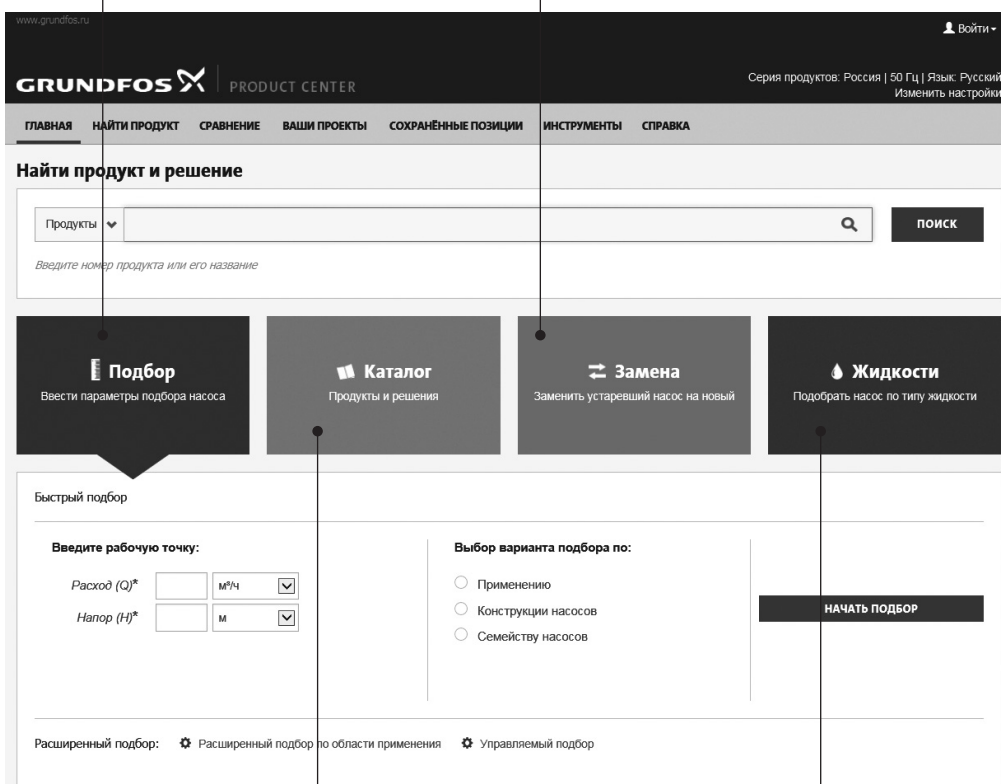 www.grundfos.ru
Войти
GRUNDFOS PRODUCT CENTER
Серия продуктов: Россия | 50 Гц | Язык: Русский
Изменить настройки
ГЛАВНАЯ НАЙТИ ПРОДУКТ СРАВНЕНИЕ ВАШИ ПРОЕКТЫ СОХРАНЁННЫЕ ПОЗИЦИИ ИНСТРУМЕНТЫ СПРАВКА
Найти продукт и решение
Продукты ПОИСК
Введите номер продукта или его название
Подбор
Ввести параметры подбора насоса
Каталог
Продукты и решения
Замена
Заменить устаревший насос на новый
Жидкости
Подобрать насос по типу жидкости
Быстрый подбор
Введите рабочую точку:
Расход (Q)* м³/ч
Напор (H)* м
Выбор варианта подбора по:
Применению
Конструкции насосов
Семейству насосов
НАЧАТЬ ПОДБОР
Расширенный подбор: Расширенный подбор по области применения Управляемый подбор